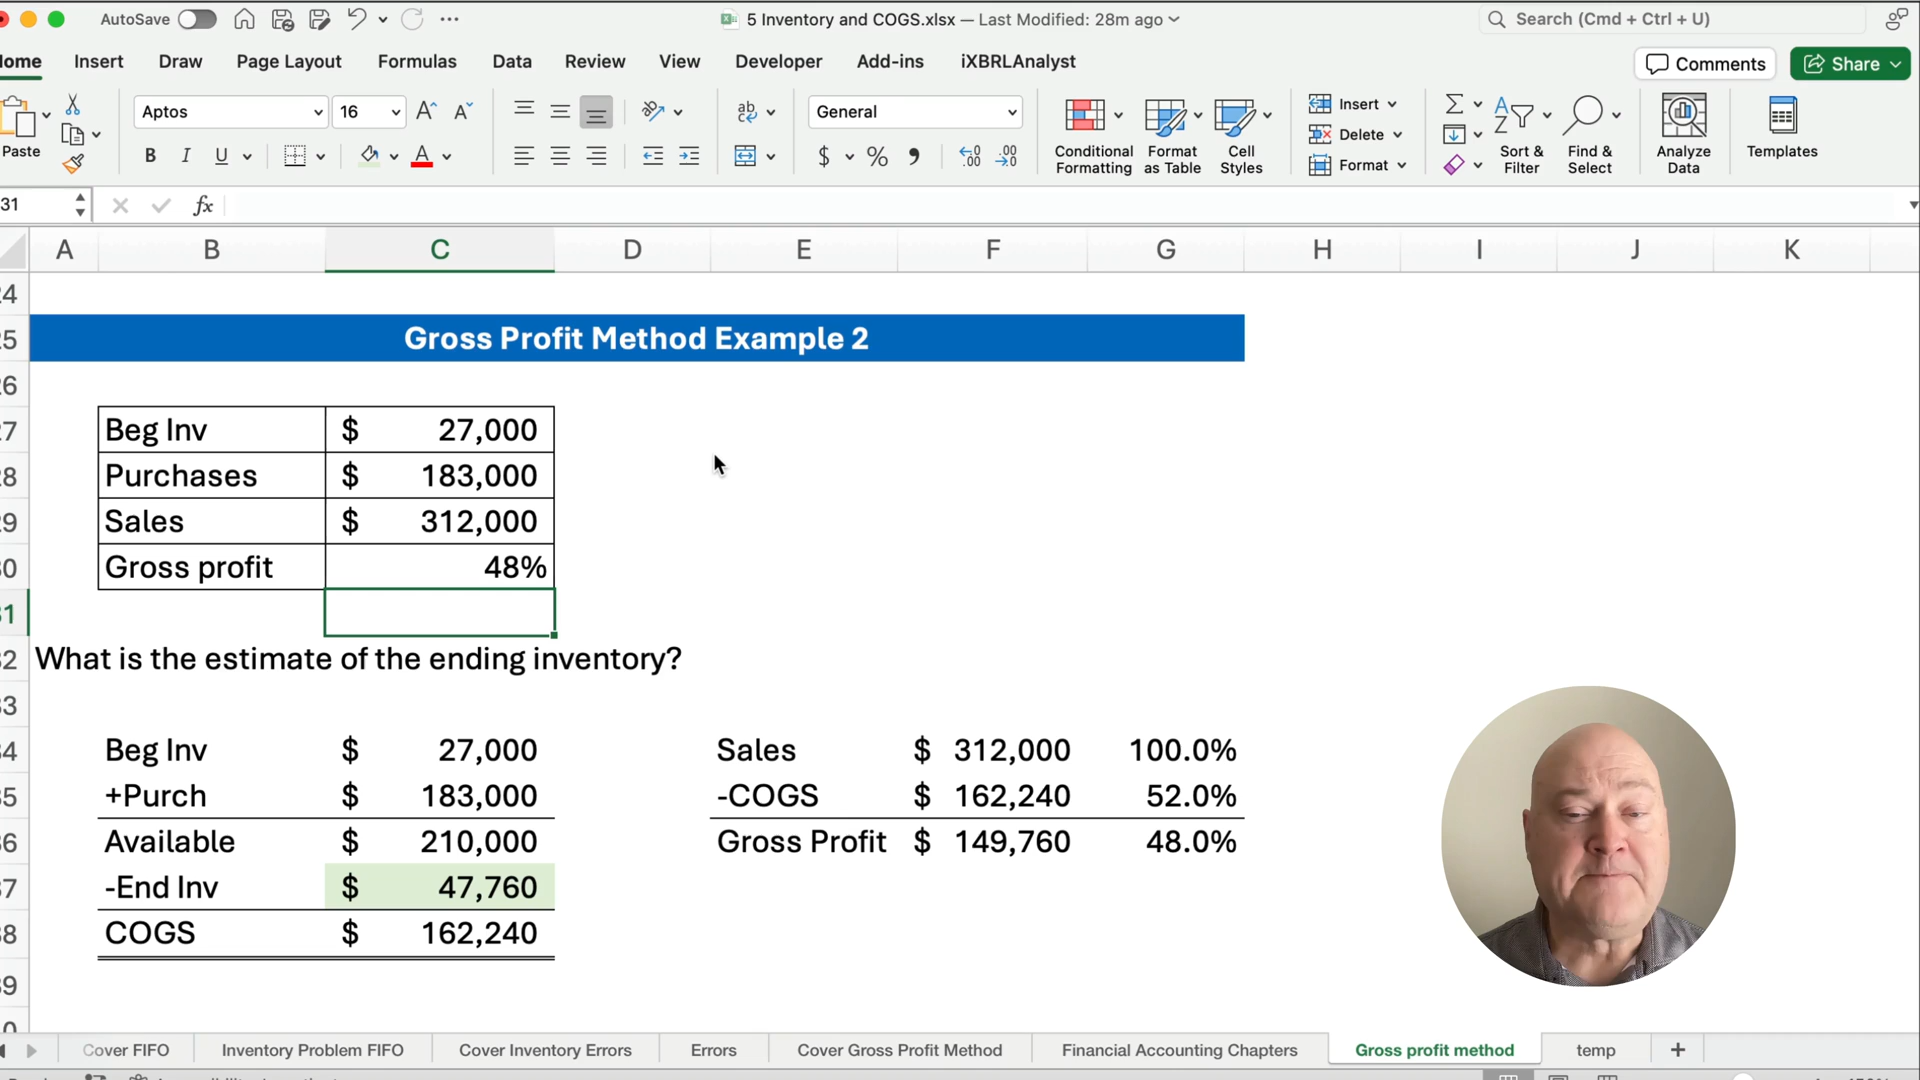 AutoSave
5 Inventory and COGS.xlsx — Last Modified: 28m ago
Search (Cmd + Ctrl + U)
Insert Draw Page Layout Formulas Data Review View Developer Add-ins iXBRLAnalyst
Comments Share
Paste
Aptos 16
General
Conditional Formatting
Format as Table
Cell Styles
Insert
Delete
Format
Sort & Filter
Find & Select
Analyze Data
Templates
31 fx
A B C D E F G H I J K
Gross Profit Method Example 2
Beg Inv $ 27,000
Purchases $ 183,000
Sales $ 312,000
Gross profit 48%
What is the estimate of the ending inventory?
Beg Inv $ 27,000 Sales $ 312,000 100.0%
+Purch $ 183,000 -COGS $ 162,240 52.0%
Available $ 210,000 Gross Profit $ 149,760 48.0%
-End Inv $ 47,760
COGS $ 162,240
Cover FIFO Inventory Problem FIFO Cover Inventory Errors Errors Cover Gross Profit Method Financial Accounting Chapters Gross profit method temp +